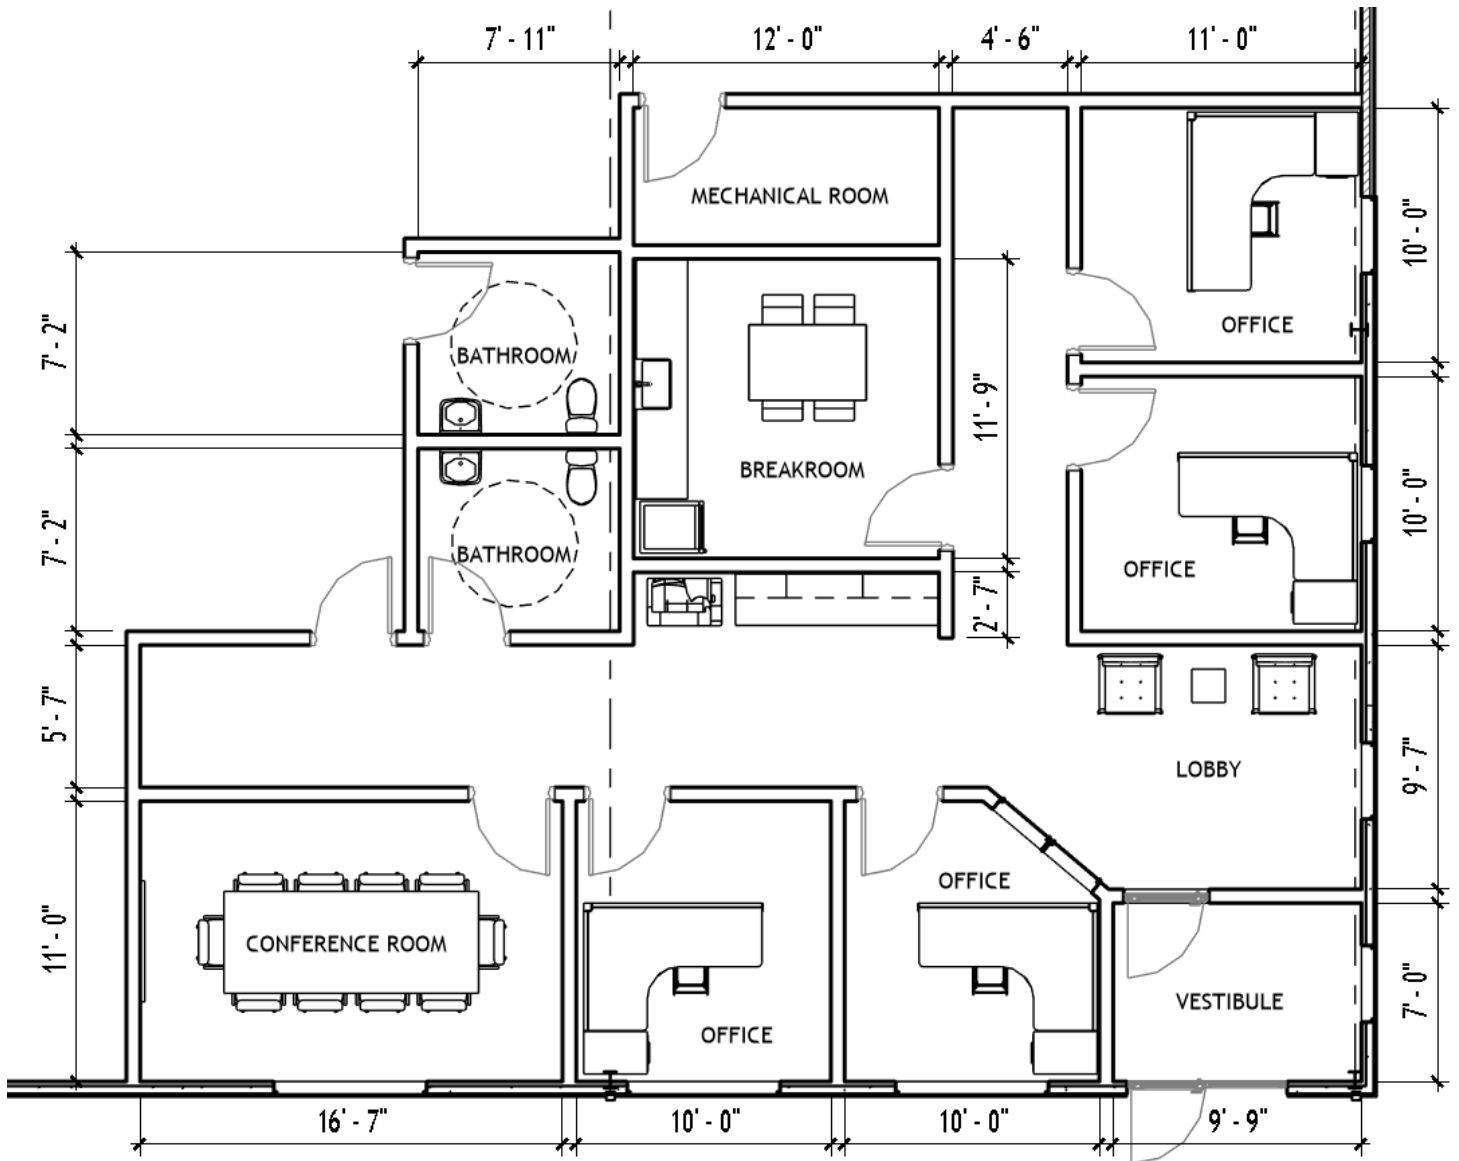 7' - 11"
12' - 0"
4' - 6"
11' - 0"
MECHANICAL ROOM
10' - 0"
OFFICE
7' - 2"
BATHROOM
11' - 9"
BREAKROOM
10' - 0"
7' - 2"
BATHROOM
OFFICE
2' - 7"
5' - 7"
LOBBY
9' - 7"
OFFICE
11' - 0"
CONFERENCE ROOM
7' - 0"
VESTIBULE
OFFICE
16' - 7"
10' - 0"
10' - 0"
9' - 9"